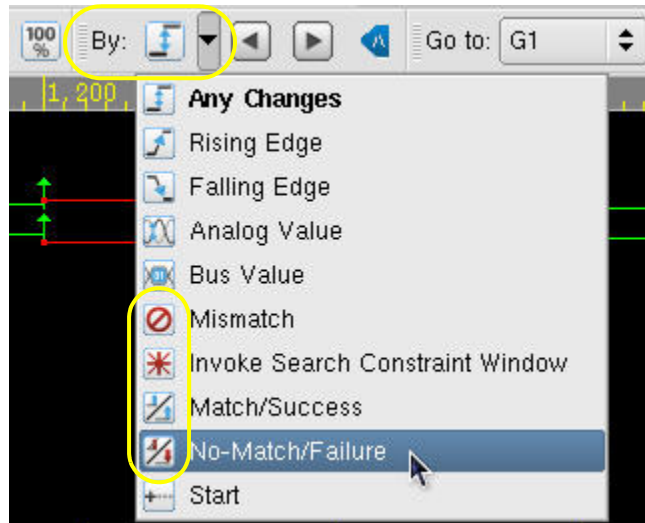 100 %
By:
Go to: G1
1,200
Any Changes
Rising Edge
Falling Edge
Analog Value
Bus Value
Mismatch
Invoke Search Constraint Window
Match/Success
No-Match/Failure
Start